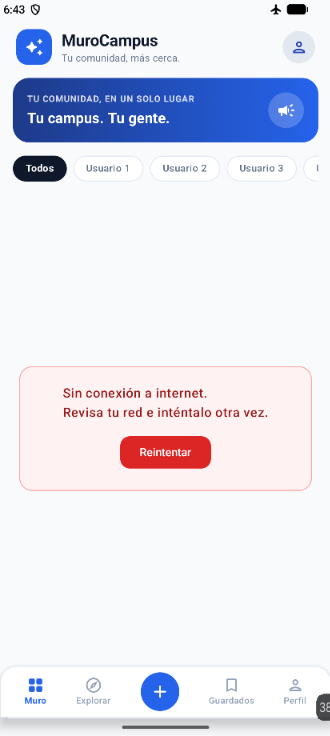 6:43
MuroCampus
Tu comunidad, más cerca.
TU COMUNIDAD, EN UN SOLO LUGAR
Tu campus. Tu gente.
Todos
Usuario 1
Usuario 2
Usuario 3
Sin conexión a internet.
Revisa tu red e inténtalo otra vez.
Reintentar
Muro
Explorar
Guardados
Perfil
38